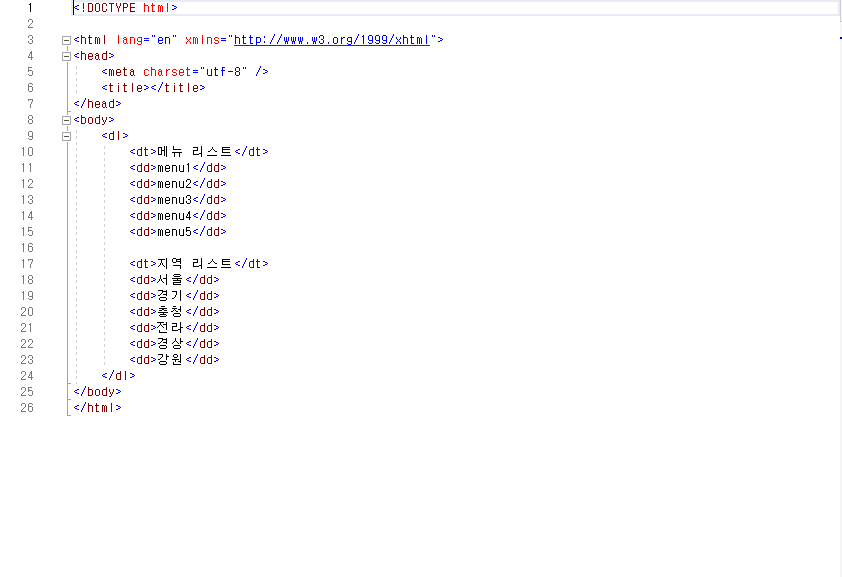 1 <!DOCTYPE html>
2
3 <html lang="en" xmlns="http://www.w3.org/1999/xhtml">
4 <head>
5 <meta charset="utf-8" />
6 <title></title>
7 </head>
8 <body>
9 <dl>
10 <dt>메뉴 리스트</dt>
11 <dd>menu1</dd>
12 <dd>menu2</dd>
13 <dd>menu3</dd>
14 <dd>menu4</dd>
15 <dd>menu5</dd>
16
17 <dt>지역 리스트</dt>
18 <dd>서울</dd>
19 <dd>경기</dd>
20 <dd>충청</dd>
21 <dd>전라</dd>
22 <dd>경상</dd>
23 <dd>강원</dd>
24 </dl>
25 </body>
26 </html>